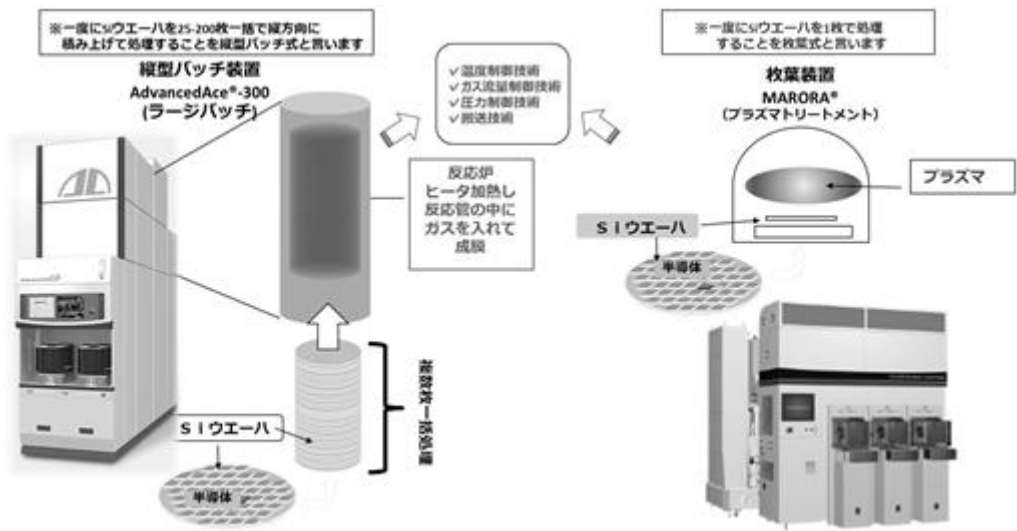 ※一度にSiウエーハを25-200枚一括で縦方向に
積み上げて処理することを縦型バッチ式と言います
縦型バッチ装置
AdvancedAce®-300
(ラージバッチ)
✓温度制御技術
✓ガス流量制御技術
✓圧力制御技術
✓搬送技術
反応炉
ヒータ加熱し
反応管の中に
ガスを入れて
成膜
複数枚一括処理
Ｓｉウエーハ
半導体
※一度にSiウエーハを1枚で処理
することを枚葉式と言います
枚葉装置
MARORA®
(プラズマトリートメント)
プラズマ
Ｓｉウエーハ
半導体